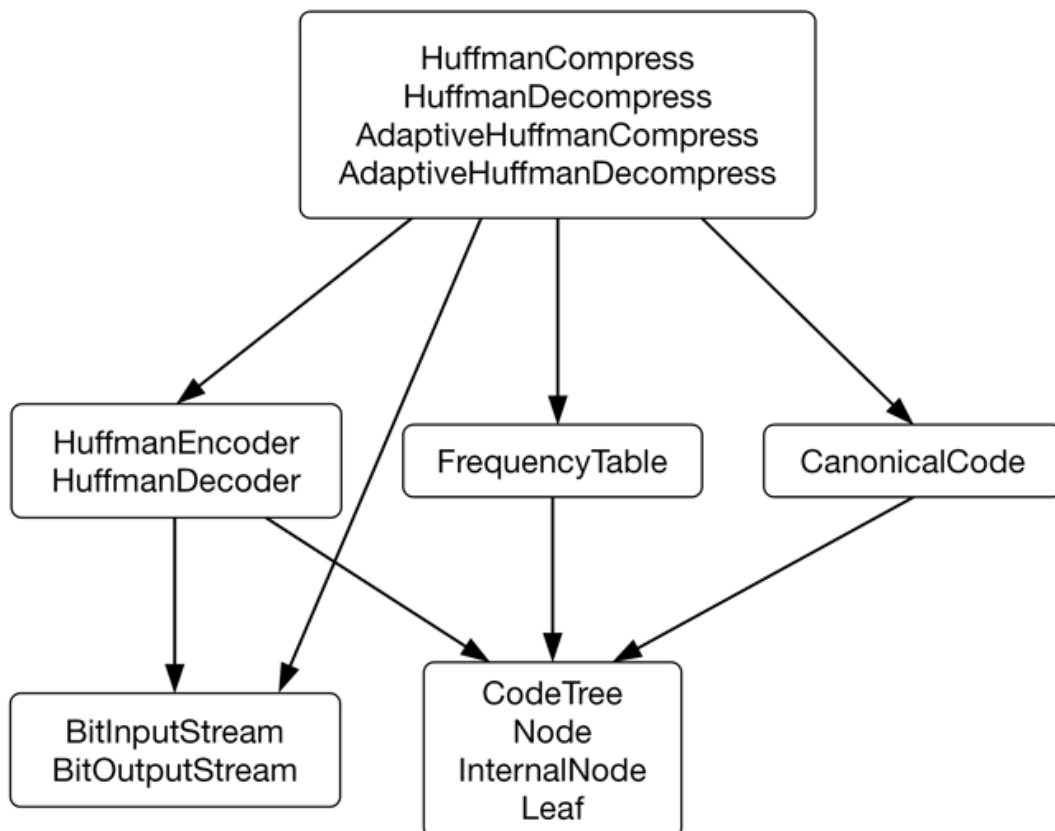 HuffmanCompress
HuffmanDecompress
AdaptiveHuffmanCompress
AdaptiveHuffmanDecompress
HuffmanEncoder
HuffmanDecoder
FrequencyTable
CanonicalCode
BitInputStream
BitOutputStream
CodeTree
Node
InternalNode
Leaf